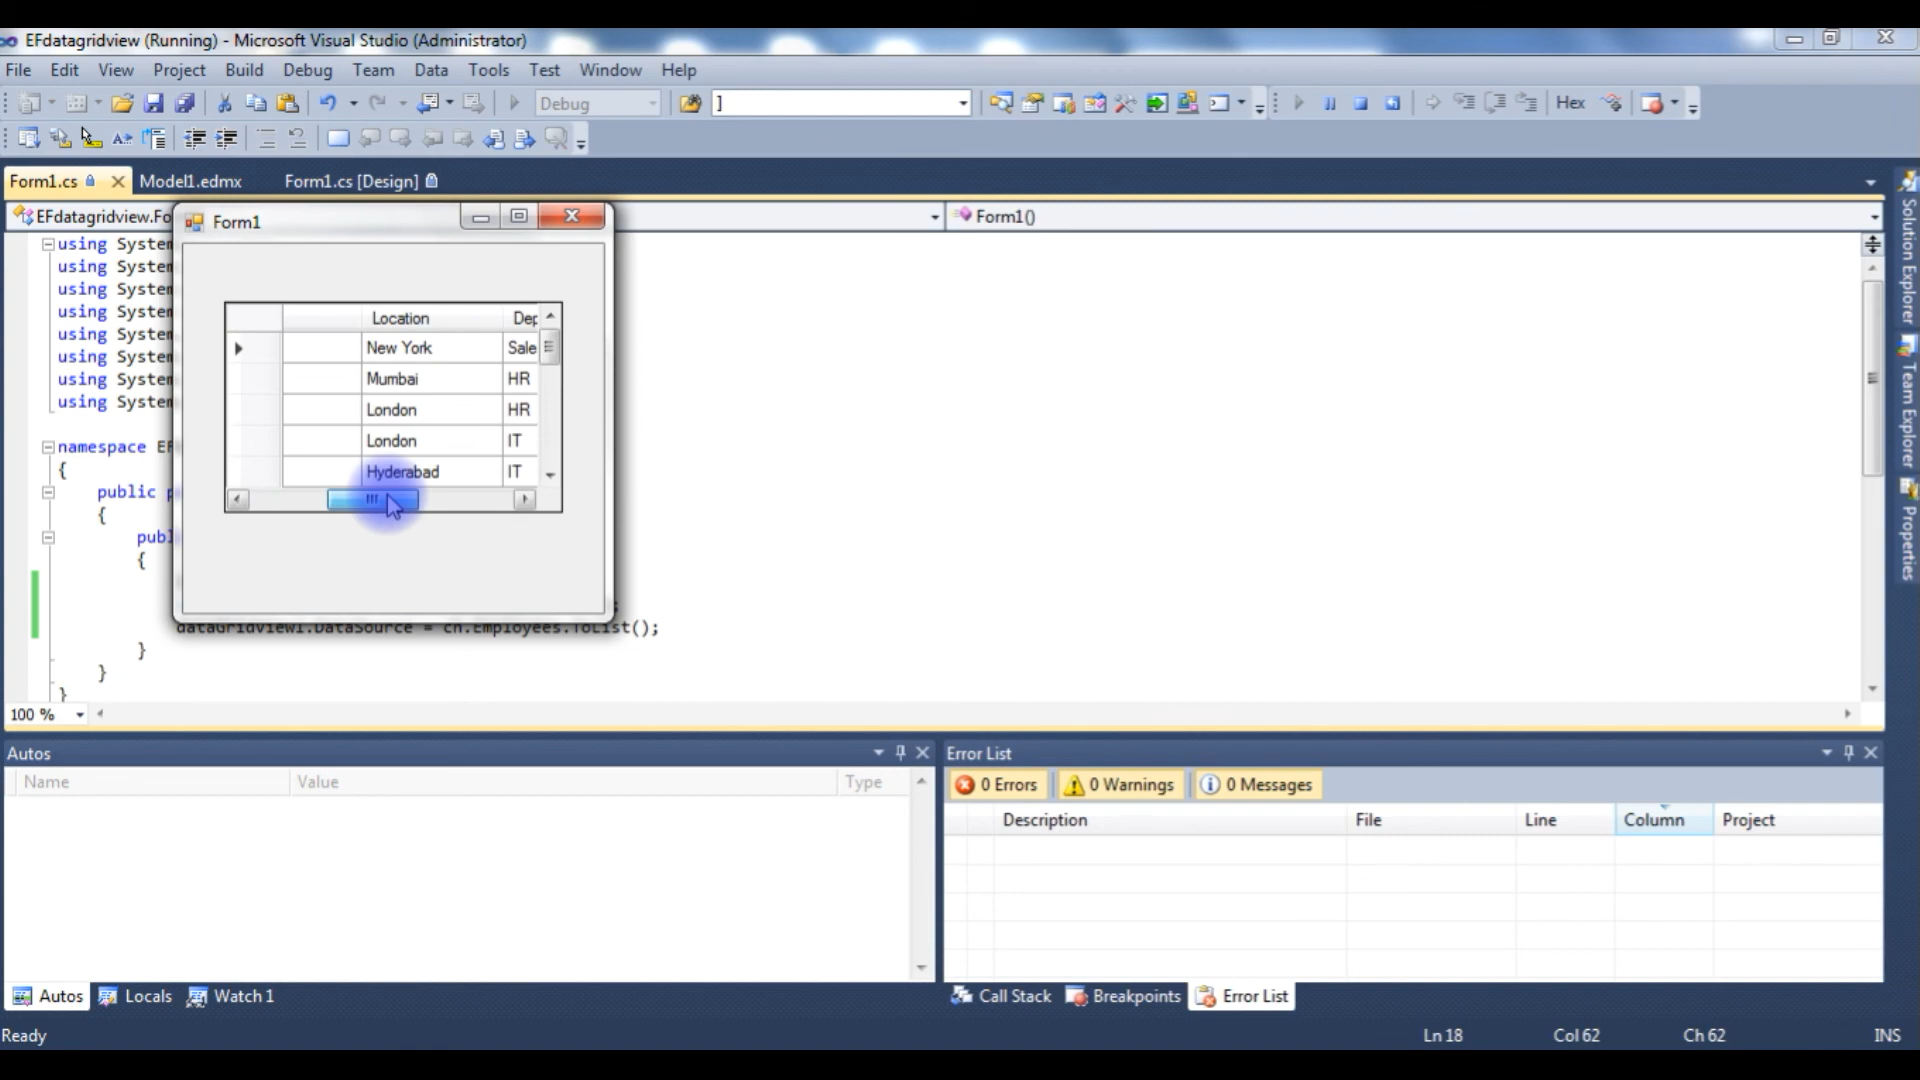 EFdatagridview (Running) - Microsoft Visual Studio (Administrator)
File Edit View Project Build Debug Team Data Tools Test Window Help
Debug ] Hex
Form1.cs Model1.edmx Form1.cs [Design]
EFdatagridview.Fo Form1()
Form1
using System
using System
using System
using System
using System
using System
using System
using System
namespace EF
{
public p
{
publ
{
dataGridView1.DataSource = cn.Employees.ToList();
}
}
}
Location Dep
New York Sale
Mumbai HR
London HR
London IT
Hyderabad IT
100 %
Autos
Name Value Type
Error List
0 Errors 0 Warnings 0 Messages
Description File Line Column Project
Autos Locals Watch 1
Call Stack Breakpoints Error List
Ready Ln 18 Col 62 Ch 62 INS
Solution Explorer
Team Explorer
Properties